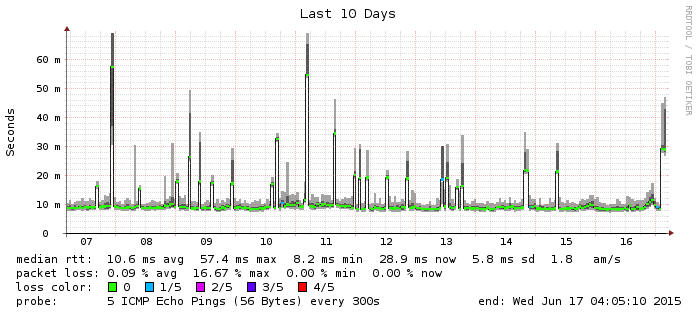 Last 10 Days
RRDTOOL / TOBI OETIKER
Seconds
60 m
50 m
40 m
30 m
20 m
10 m
0
07 08 09 10 11 12 13 14 15 16
median rtt: 10.6 ms avg 57.4 ms max 8.2 ms min 28.9 ms now 5.8 ms sd 1.8 am/s
packet loss: 0.09 % avg 16.67 % max 0.00 % min 0.00 % now
loss color: 0 1/5 2/5 3/5 4/5
probe: 5 ICMP Echo Pings (56 Bytes) every 300s end: Wed Jun 17 04:05:10 2015